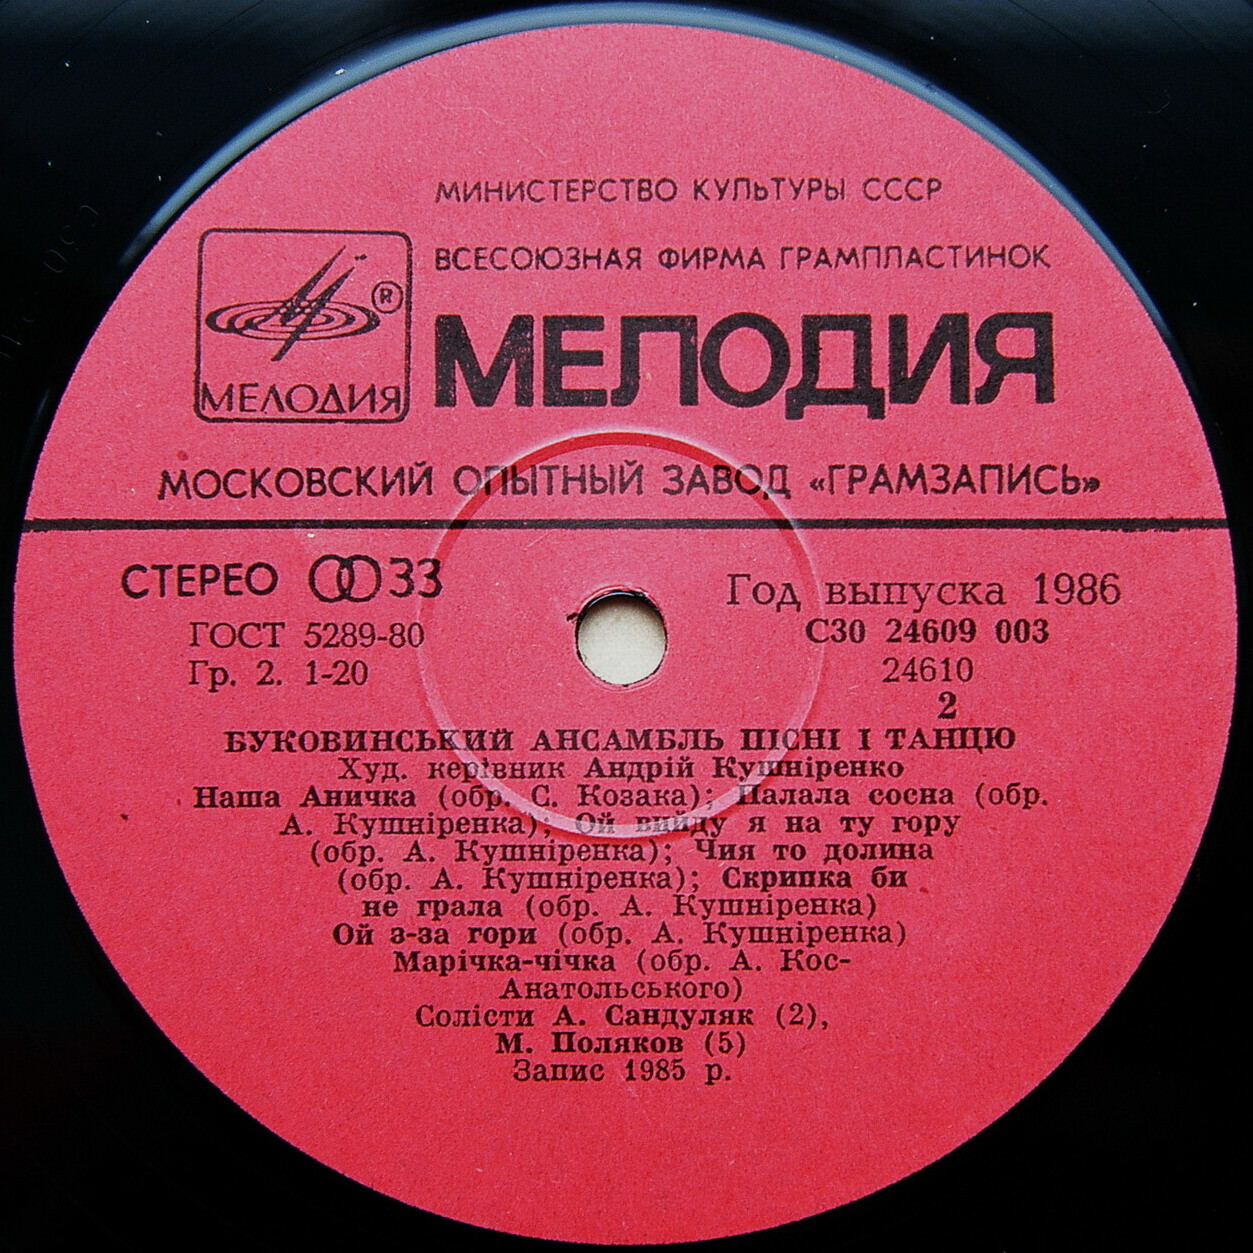 МИНИСТЕРСТВО КУЛЬТУРЫ СССР
ВСЕСОЮЗНАЯ ФИРМА ГРАМПЛАСТИНОК
МЕЛОДИЯ ®
МЕЛОДИЯ
МОСКОВСКИЙ ОПЫТНЫЙ ЗАВОД «ГРАМЗАПИСЬ»
СТЕРЕО 33
ГОСТ 5289-80
Гр. 2. 1-20
Год выпуска 1986
С30 24609 003
24610
2
БУКОВИНСЬКИЙ АНСАМБЛЬ ПІСНІ І ТАНЦЮ
Худ. керівник Андрій Кушніренко
Наша Аничка (обр. С. Козака); Палала сосна (обр.
А. Кушніренка); Ой вийду я на ту гору
(обр. А. Кушніренка); Чия то долина
(обр. А. Кушніренка); Скрипка би
не грала (обр. А. Кушніренка)
Ой з-за гори (обр. А. Кушніренка)
Марічка-чічка (обр. А. Кос-
Анатольського)
Солісти А. Сандуляк (2),
М. Поляков (5)
Запис 1985 р.